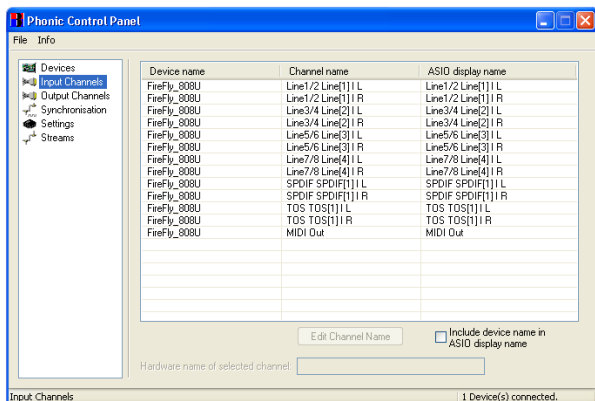 Phonic Control Panel
File Info
Devices
Input Channels
Output Channels
Synchronisation
Settings
Streams
Device name Channel name ASIO display name
FireFly_808U Line1/2 Line[1] I L Line1/2 Line[1] I L
FireFly_808U Line1/2 Line[1] I R Line1/2 Line[1] I R
FireFly_808U Line3/4 Line[2] I L Line3/4 Line[2] I L
FireFly_808U Line3/4 Line[2] I R Line3/4 Line[2] I R
FireFly_808U Line5/6 Line[3] I L Line5/6 Line[3] I L
FireFly_808U Line5/6 Line[3] I R Line5/6 Line[3] I R
FireFly_808U Line7/8 Line[4] I L Line7/8 Line[4] I L
FireFly_808U Line7/8 Line[4] I R Line7/8 Line[4] I R
FireFly_808U SPDIF SPDIF[1] I L SPDIF SPDIF[1] I L
FireFly_808U SPDIF SPDIF[1] I R SPDIF SPDIF[1] I R
FireFly_808U TOS TOS[1] I L TOS TOS[1] I L
FireFly_808U TOS TOS[1] I R TOS TOS[1] I R
FireFly_808U MIDI Out MIDI Out
Edit Channel Name
Include device name in
ASIO display name
Hardware name of selected channel:
Input Channels 1 Device(s) connected.